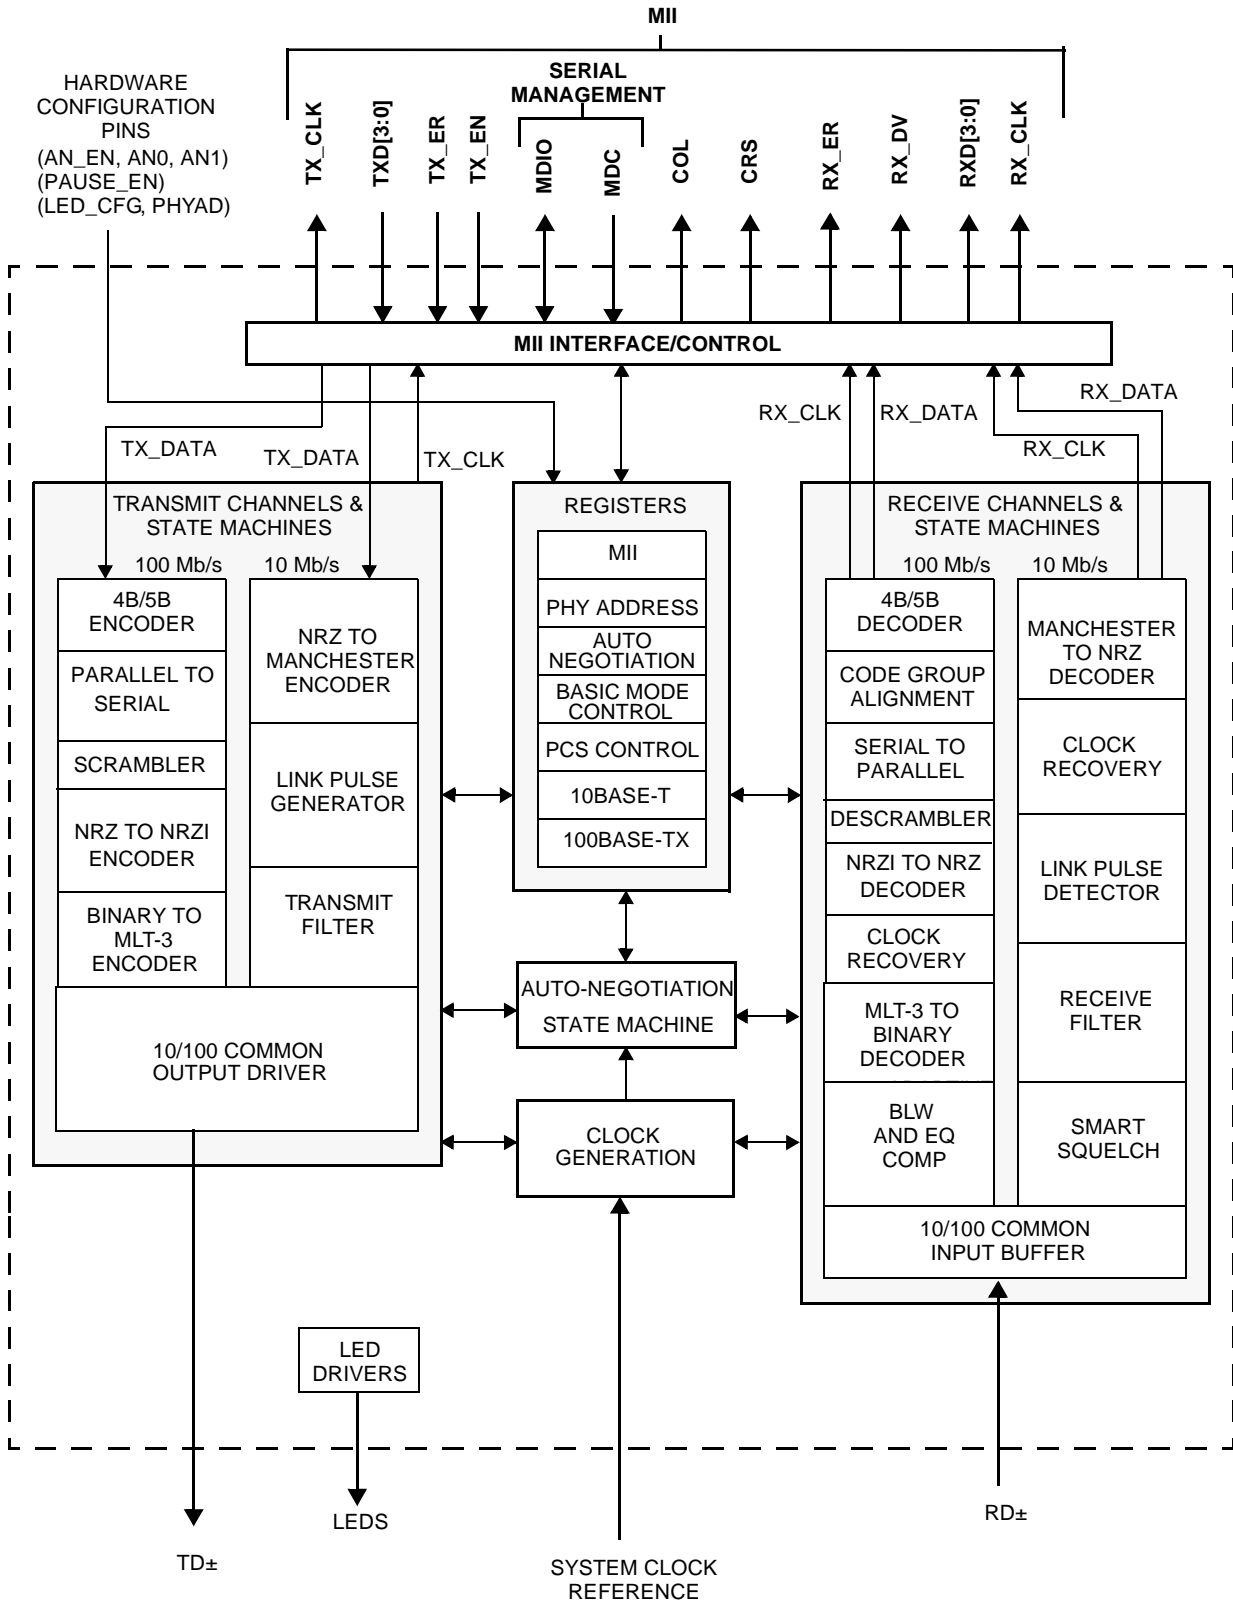 MII
SERIAL
MANAGEMENT
HARDWARE
CONFIGURATION
PINS
(AN_EN, AN0, AN1)
(PAUSE_EN)
(LED_CFG, PHYAD)
TX_CLK
TXD[3:0]
TX_ER
TX_EN
MDIO
MDC
COL
CRS
RX_ER
RX_DV
RXD[3:0]
RX_CLK
MII INTERFACE/CONTROL
TX_DATA
TX_DATA
TX_CLK
RX_CLK
RX_DATA
RX_CLK
RX_DATA
TRANSMIT CHANNELS &
STATE MACHINES
100 Mb/s
10 Mb/s
4B/5B
ENCODER
PARALLEL TO
SERIAL
SCRAMBLER
NRZ TO NRZI
ENCODER
BINARY TO
MLT-3
ENCODER
NRZ TO
MANCHESTER
ENCODER
LINK PULSE
GENERATOR
TRANSMIT
FILTER
10/100 COMMON
OUTPUT DRIVER
REGISTERS
MII
PHY ADDRESS
AUTO
NEGOTIATION
BASIC MODE
CONTROL
PCS CONTROL
10BASE-T
100BASE-TX
AUTO-NEGOTIATION
STATE MACHINE
CLOCK
GENERATION
RECEIVE CHANNELS &
STATE MACHINES
100 Mb/s
10 Mb/s
4B/5B
DECODER
CODE GROUP
ALIGNMENT
SERIAL TO
PARALLEL
DESCRAMBLER
NRZI TO NRZ
DECODER
CLOCK
RECOVERY
MLT-3 TO
BINARY
DECODER
BLW
AND EQ
COMP
MANCHESTER
TO NRZ
DECODER
CLOCK
RECOVERY
LINK PULSE
DETECTOR
RECEIVE
FILTER
SMART
SQUELCH
10/100 COMMON
INPUT BUFFER
LED
DRIVERS
TD±
LEDS
SYSTEM CLOCK
REFERENCE
RD±